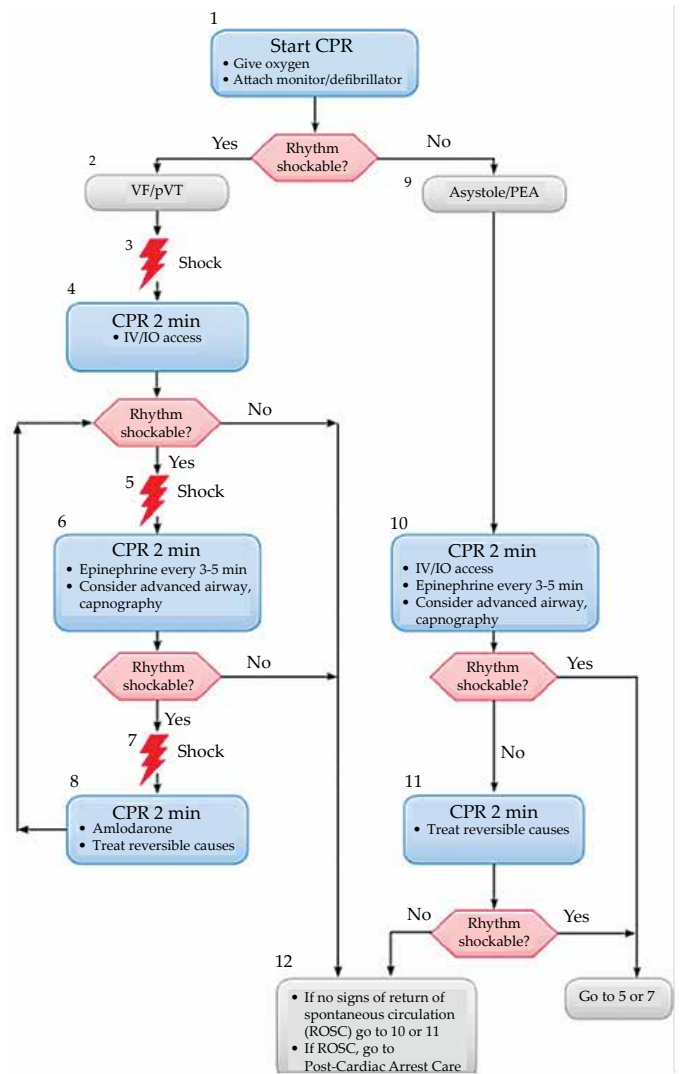 1
Start CPR
• Give oxygen
• Attach monitor/defibrillator
Rhythm
shockable?
Yes
No
2
VF/pVT
9
Asystole/PEA
3
Shock
4
CPR 2 min
• IV/IO access
Rhythm
shockable?
No
Yes
5
Shock
6
CPR 2 min
• Epinephrine every 3-5 min
• Consider advanced airway,
capnography
10
CPR 2 min
• IV/IO access
• Epinephrine every 3-5 min
• Consider advanced airway,
capnography
Rhythm
shockable?
No
Yes
Rhythm
shockable?
Yes
No
7
Shock
8
CPR 2 min
• Amlodarone
• Treat reversible causes
11
CPR 2 min
• Treat reversible causes
Rhythm
shockable?
No
Yes
12
• If no signs of return of
spontaneous circulation
(ROSC) go to 10 or 11
• If ROSC, go to
Post-Cardiac Arrest Care
Go to 5 or 7